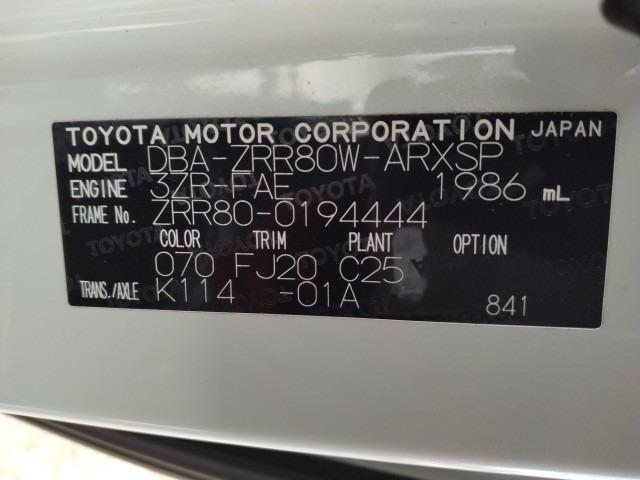 TOYOTA MOTOR CORPORATION JAPAN
MODEL DBA-ZRR80W-ARXSP
ENGINE 3ZR-FAE 1986 mL
FRAME No. ZRR80-0194444
COLOR TRIM PLANT OPTION
070 FJ20 C25
TRANS./AXLE K114 -01A 841